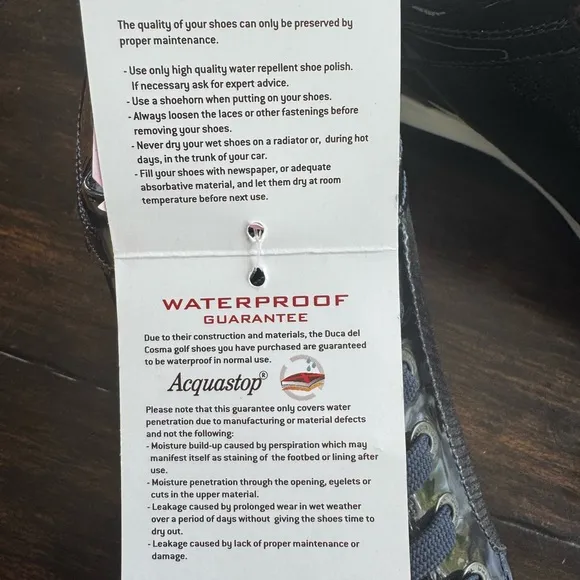 The quality of your shoes can only be preserved by
proper maintenance.
- Use only high quality water repellent shoe polish.
If necessary ask for expert advice.
- Use a shoehorn when putting on your shoes.
- Always loosen the laces or other fastenings before
removing your shoes.
- Never dry your wet shoes on a radiator or, during hot
days, in the trunk of your car.
- Fill your shoes with newspaper, or adequate
absorbative material, and let them dry at room
temperature before next use.
WATERPROOF
GUARANTEE
Due to their construction and materials, the Duca del
Cosma golf shoes you have purchased are guaranteed
to be waterproof in normal use.
Acquastop®
Please note that this guarantee only covers water
penetration due to manufacturing or material defects
and not the following:
- Moisture build-up caused by perspiration which may
manifest itself as staining of the footbed or lining after
use.
- Moisture penetration through the opening, eyelets or
cuts in the upper material.
- Leakage caused by prolonged wear in wet weather
over a period of days without giving the shoes time to
dry out.
- Leakage caused by lack of proper maintenance or
damage.